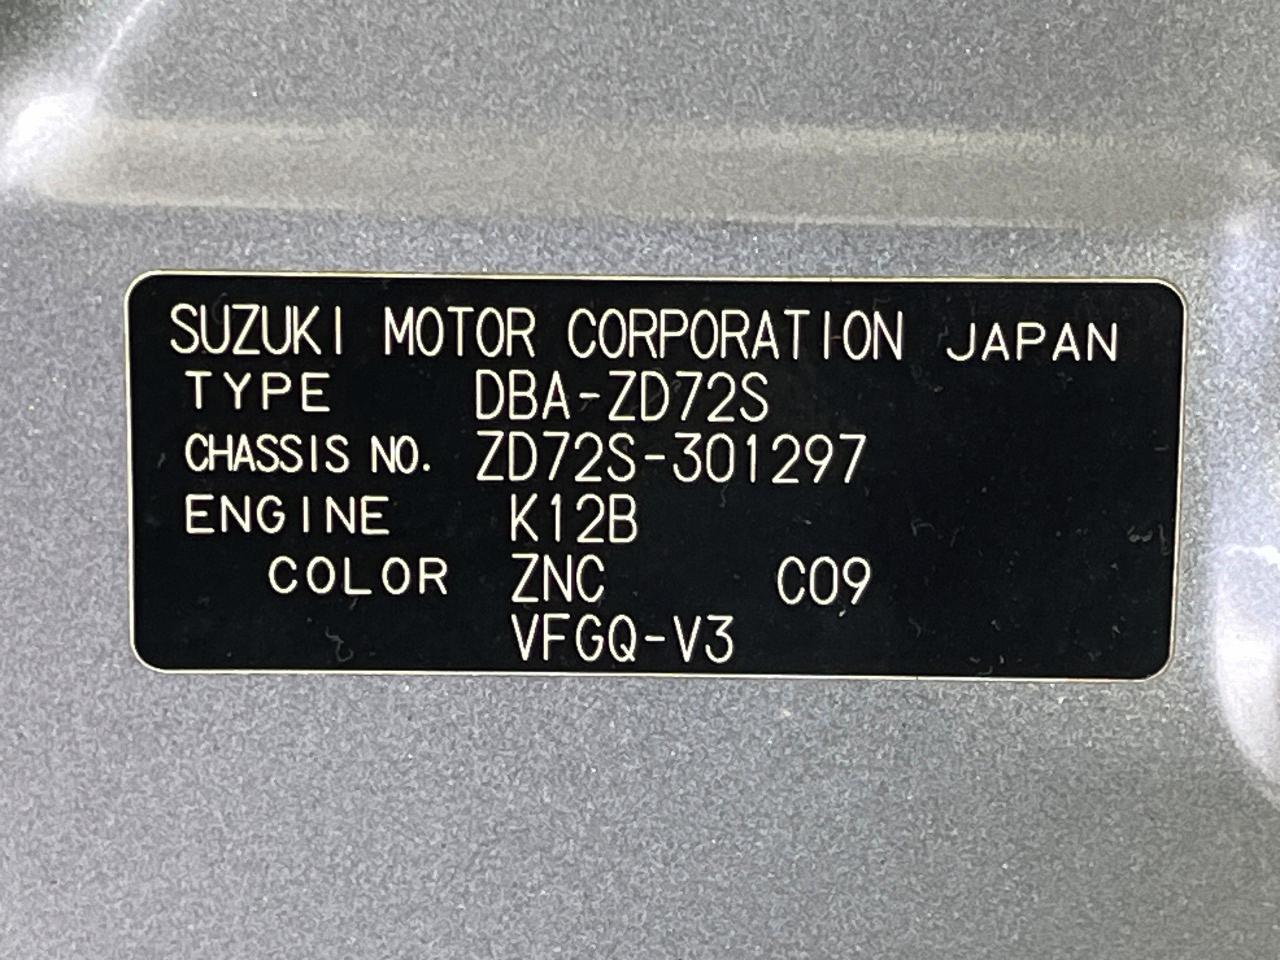 SUZUKI MOTOR CORPORATION JAPAN
TYPE DBA-ZD72S
CHASSIS NO. ZD72S-301297
ENGINE K12B
COLOR ZNC C09
VFGQ-V3